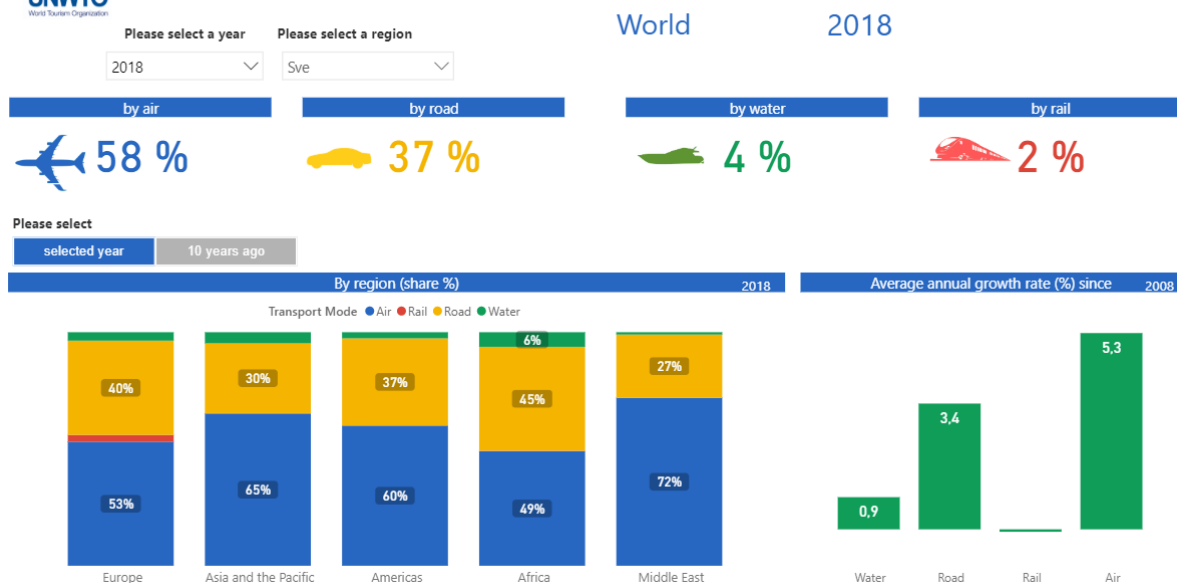 UNWTO
World Tourism Organization
World 2018
Please select a year Please select a region
2018 Sve
by air by road by water by rail
58 % 37 % 4 % 2 %
Please select
selected year 10 years ago
By region (share %) 2018 Average annual growth rate (%) since 2008
Transport Mode Air Rail Road Water
6%
5,3
27%
30%
37%
40%
45%
3,4
72%
65%
60%
53%
49%
0,9
Europe Asia and the Pacific Americas Africa Middle East Water Road Rail Air